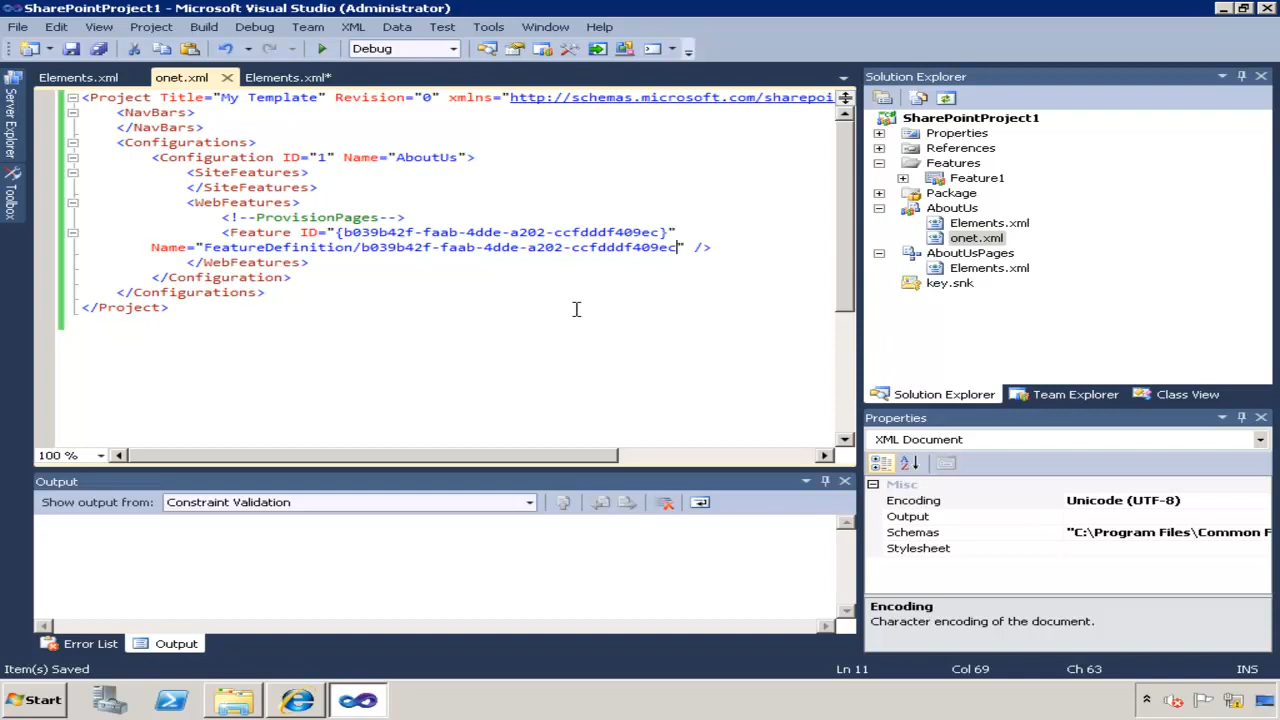 SharePointProject1 - Microsoft Visual Studio (Administrator)
File Edit View Project Build Debug Team XML Data Test Tools Architecture Window Help
Debug
Server Explorer
Toolbox
Elements.xml onet.xml Elements.xml*
<Project Title="My Template" Revision="0" xmlns="http://schemas.microsoft.com/sharepoi
<NavBars>
</NavBars>
<Configurations>
<Configuration ID="1" Name="AboutUs">
<SiteFeatures>
</SiteFeatures>
<WebFeatures>
<!--ProvisionPages-->
<Feature ID="{b039b42f-faab-4dde-a202-ccfdddf409ec}"
Name="FeatureDefinition/b039b42f-faab-4dde-a202-ccfdddf409ec" />
</WebFeatures>
</Configuration>
</Configurations>
</Project>
100 %
Output
Show output from: Constraint Validation
Error List Output
Solution Explorer
SharePointProject1
Properties
References
Features
Feature1
Package
AboutUs
Elements.xml
onet.xml
AboutUsPages
Elements.xml
key.snk
Solution Explorer Team Explorer Class View
Properties
XML Document
Misc
Encoding Unicode (UTF-8)
Output
Schemas "C:\Program Files\Common F
Stylesheet
Encoding
Character encoding of the document.
Item(s) Saved Ln 11 Col 69 Ch 63 INS
Start